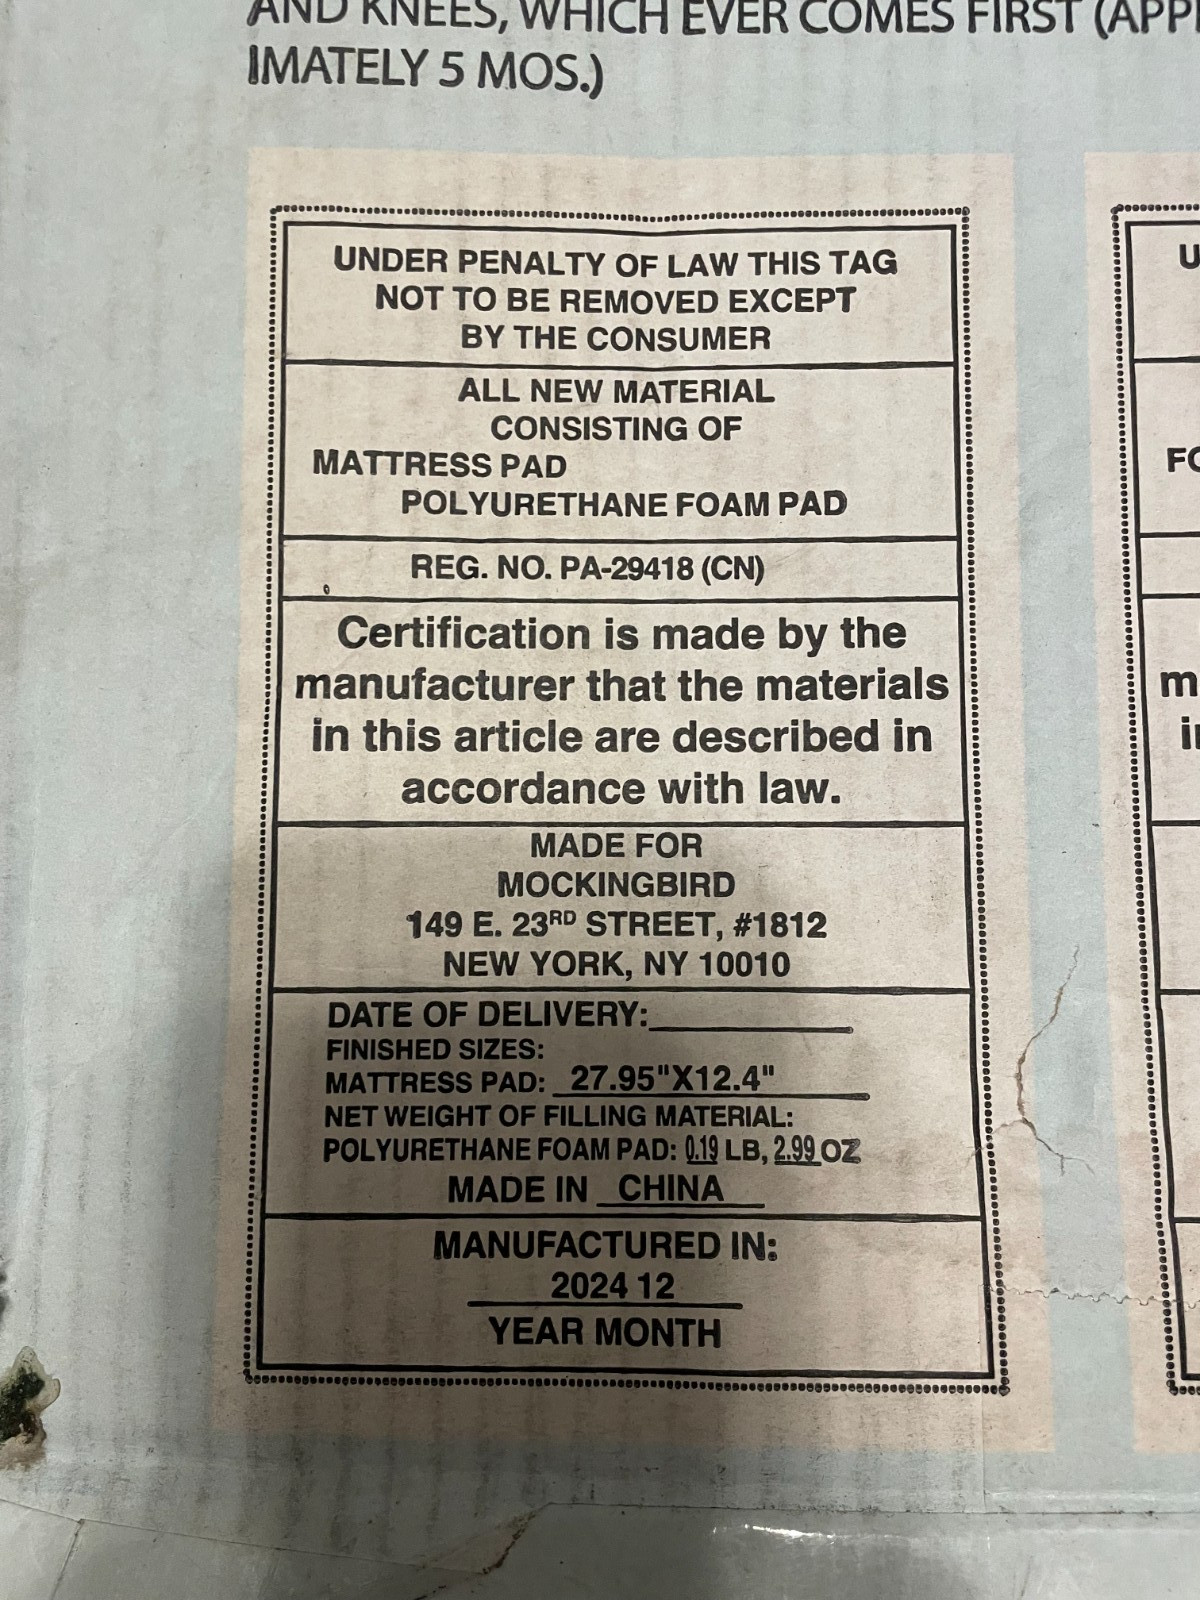 AND KNEES, WHICH EVER COMES FIRST (APP
IMATELY 5 MOS.)
UNDER PENALTY OF LAW THIS TAG
NOT TO BE REMOVED EXCEPT
BY THE CONSUMER
ALL NEW MATERIAL
CONSISTING OF
MATTRESS PAD
POLYURETHANE FOAM PAD
REG. NO. PA-29418 (CN)
Certification is made by the
manufacturer that the materials
in this article are described in
accordance with law.
MADE FOR
MOCKINGBIRD
149 E. 23RD STREET, #1812
NEW YORK, NY 10010
DATE OF DELIVERY:
FINISHED SIZES:
MATTRESS PAD: 27.95"X12.4"
NET WEIGHT OF FILLING MATERIAL:
POLYURETHANE FOAM PAD: 0.19 LB, 2.99 OZ
MADE IN CHINA
MANUFACTURED IN:
2024 12
YEAR MONTH